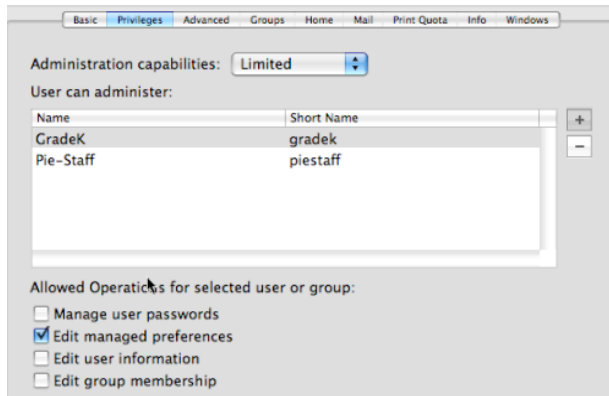 Basic Privileges Advanced Groups Home Mail Print Quota Info Windows
Administration capabilities: Limited
User can administer:
Name Short Name
GradeK gradek
Pie-Staff piestaff
+
−
Allowed Operations for selected user or group:
Manage user passwords
Edit managed preferences
Edit user information
Edit group membership